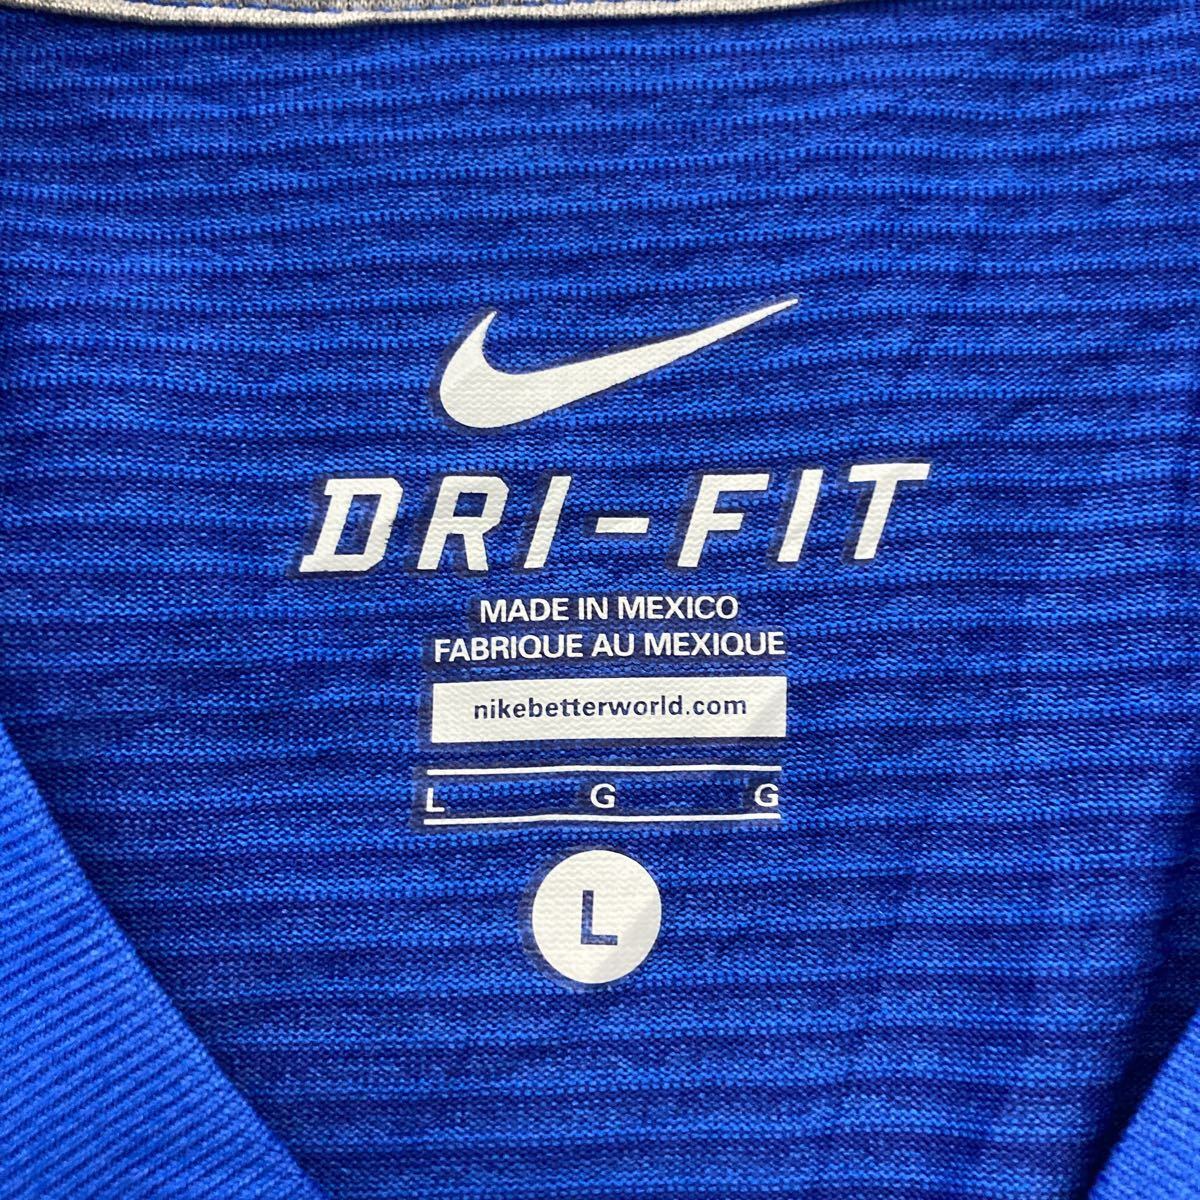 DRI-FIT
MADE IN MEXICO
FABRIQUE AU MEXIQUE
nikebetterworld.com
L G G
L